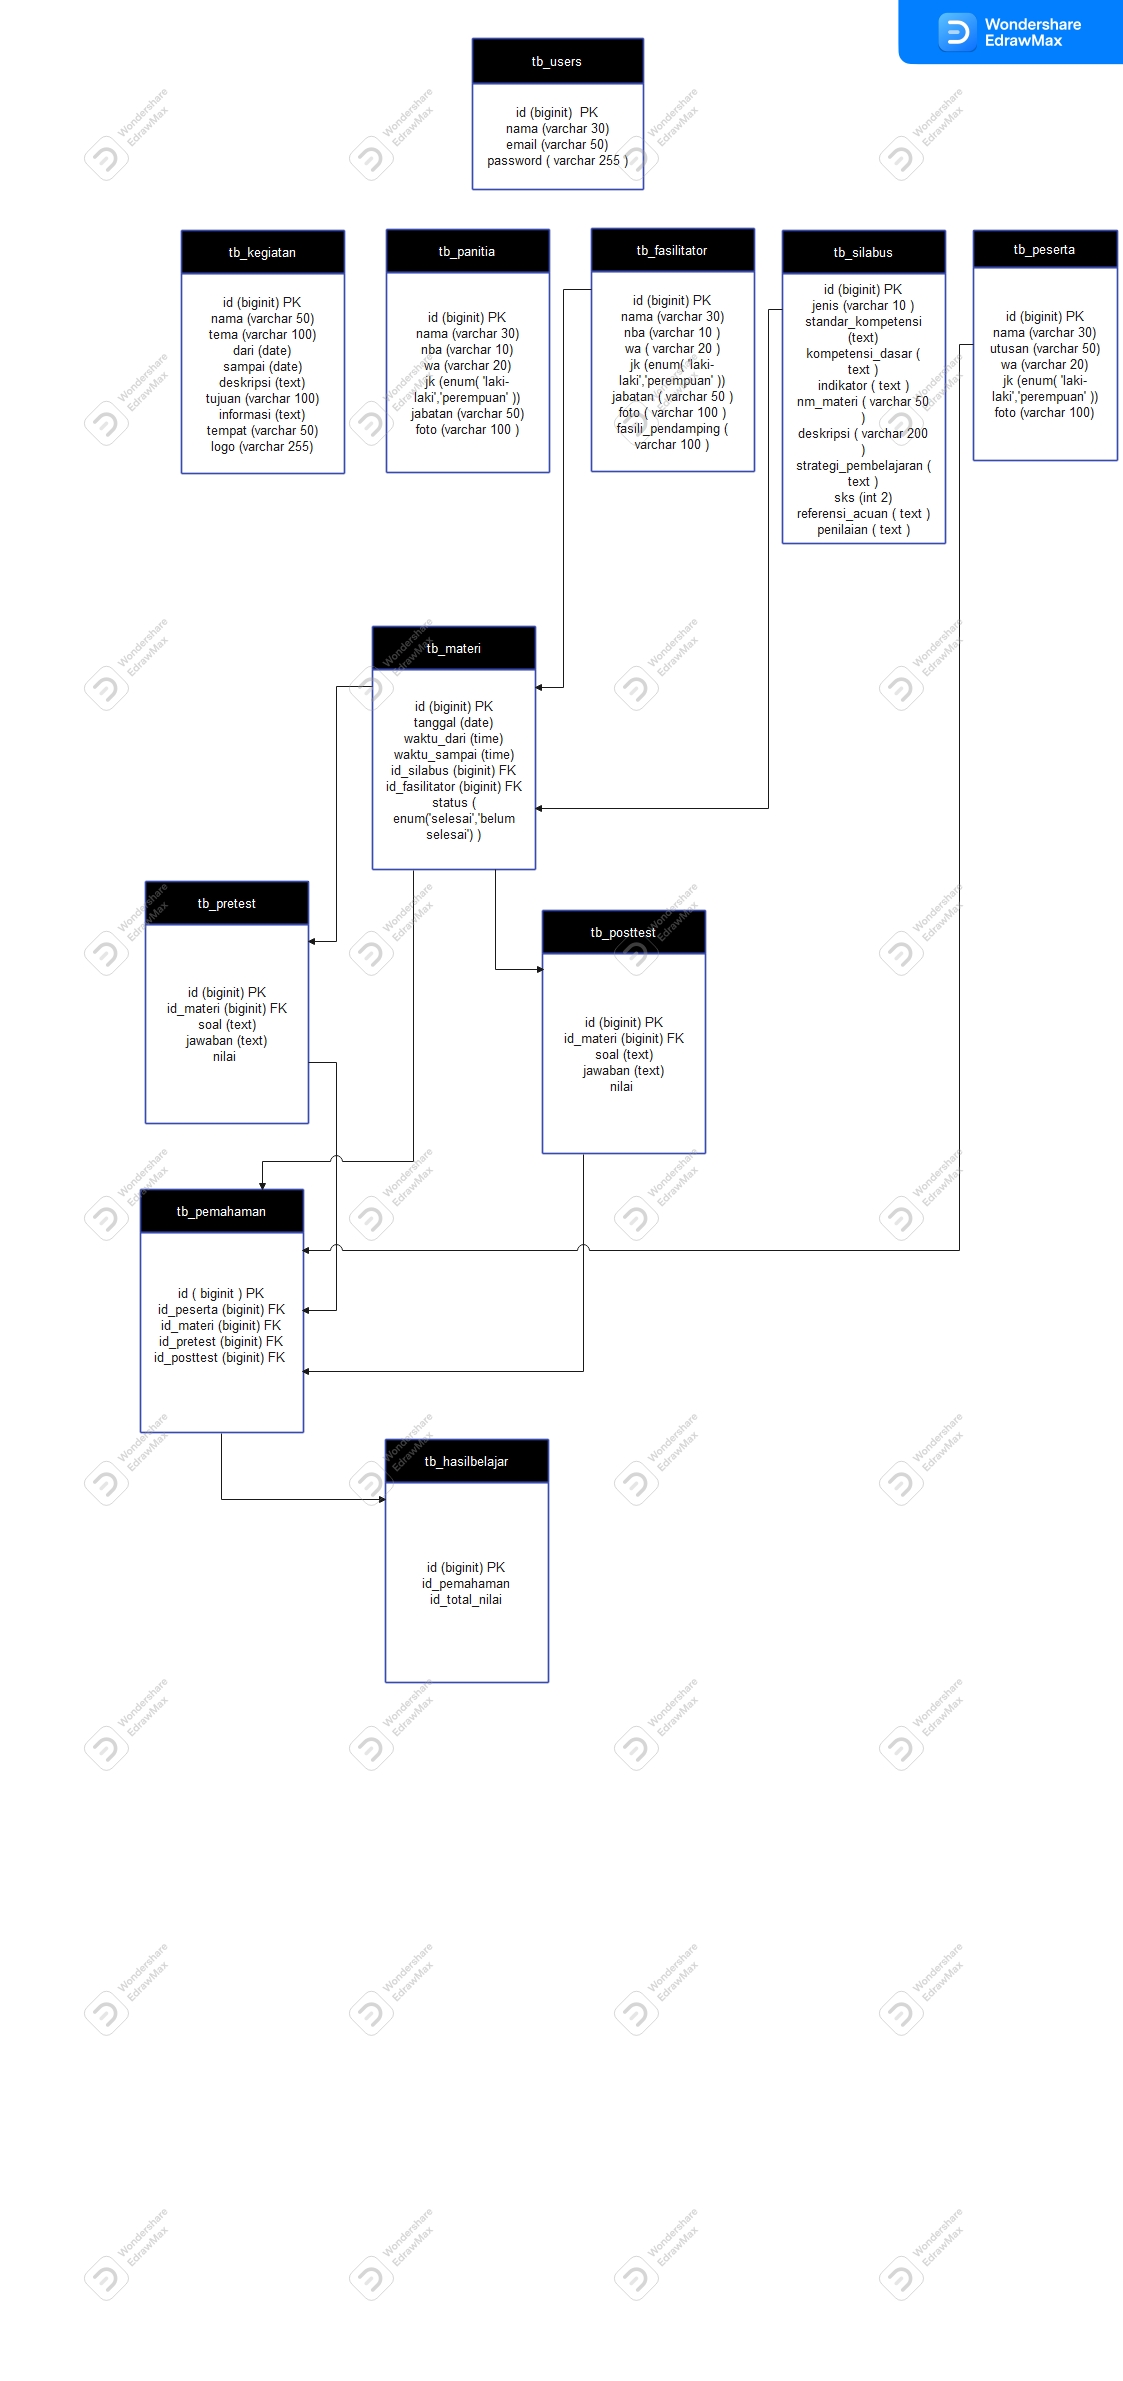 Wondershare
EdrawMax
tb_users
id (biginit)  PK
nama (varchar 30)
email (varchar 50)
password ( varchar 255 )
tb_kegiatan
id (biginit) PK
nama (varchar 50)
tema (varchar 100)
dari (date)
sampai (date)
deskripsi (text)
tujuan (varchar 100)
informasi (text)
tempat (varchar 50)
logo (varchar 255)
tb_panitia
id (biginit) PK
nama (varchar 30)
nba (varchar 10)
wa (varchar 20)
jk (enum( 'laki-
laki','perempuan' ))
jabatan (varchar 50)
foto (varchar 100 )
tb_fasilitator
id (biginit) PK
nama (varchar 30)
nba (varchar 10 )
wa ( varchar 20 )
jk (enum( 'laki-
laki','perempuan' ))
jabatan ( varchar 50 )
foto ( varchar 100 )
fasili_pendamping (
varchar 100 )
tb_silabus
id (biginit) PK
jenis (varchar 10 )
standar_kompetensi
(text)
kompetensi_dasar (
text )
indikator ( text )
nm_materi ( varchar 50
)
deskripsi ( varchar 200
)
strategi_pembelajaran (
text )
sks (int 2)
referensi_acuan ( text )
penilaian ( text )
tb_peserta
id (biginit) PK
nama (varchar 30)
utusan (varchar 50)
wa (varchar 20)
jk (enum( 'laki-
laki','perempuan' ))
foto (varchar 100)
tb_materi
id (biginit) PK
tanggal (date)
waktu_dari (time)
waktu_sampai (time)
id_silabus (biginit) FK
id_fasilitator (biginit) FK
status (
enum('selesai','belum
selesai') )
tb_pretest
id (biginit) PK
id_materi (biginit) FK
soal (text)
jawaban (text)
nilai
tb_posttest
id (biginit) PK
id_materi (biginit) FK
soal (text)
jawaban (text)
nilai
tb_pemahaman
id ( biginit ) PK
id_peserta (biginit) FK
id_materi (biginit) FK
id_pretest (biginit) FK
id_posttest (biginit) FK
tb_hasilbelajar
id (biginit) PK
id_pemahaman
id_total_nilai